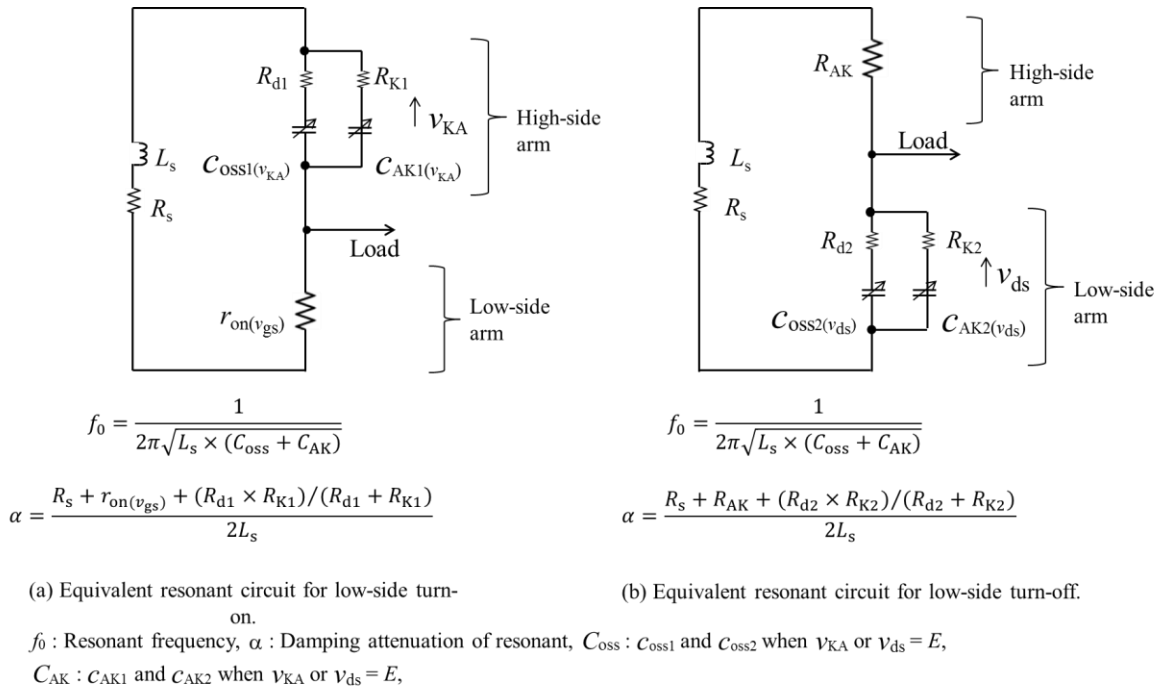 R_d1 R_K1
↑ v_KA
High-side
arm
L_s
C_oss1(v_KA) C_AK1(v_KA)
R_s
Load
r_on(v_gs)
Low-side
arm
R_AK
High-side
arm
Load
L_s
R_s
R_d2 R_K2
↑ v_ds
Low-side
arm
C_oss2(v_ds) C_AK2(v_ds)
f_0 = 1 / (2π√(L_s × (C_oss + C_AK)))
α = (R_s + r_on(v_gs) + (R_d1 × R_K1)/(R_d1 + R_K1)) / (2L_s)
f_0 = 1 / (2π√(L_s × (C_oss + C_AK)))
α = (R_s + R_AK + (R_d2 × R_K2)/(R_d2 + R_K2)) / (2L_s)
(a) Equivalent resonant circuit for low-side turn-
on.
(b) Equivalent resonant circuit for low-side turn-off.
f_0 : Resonant frequency, α : Damping attenuation of resonant, C_oss : c_oss1 and c_oss2 when v_KA or v_ds = E,
C_AK : c_AK1 and c_AK2 when v_KA or v_ds = E,